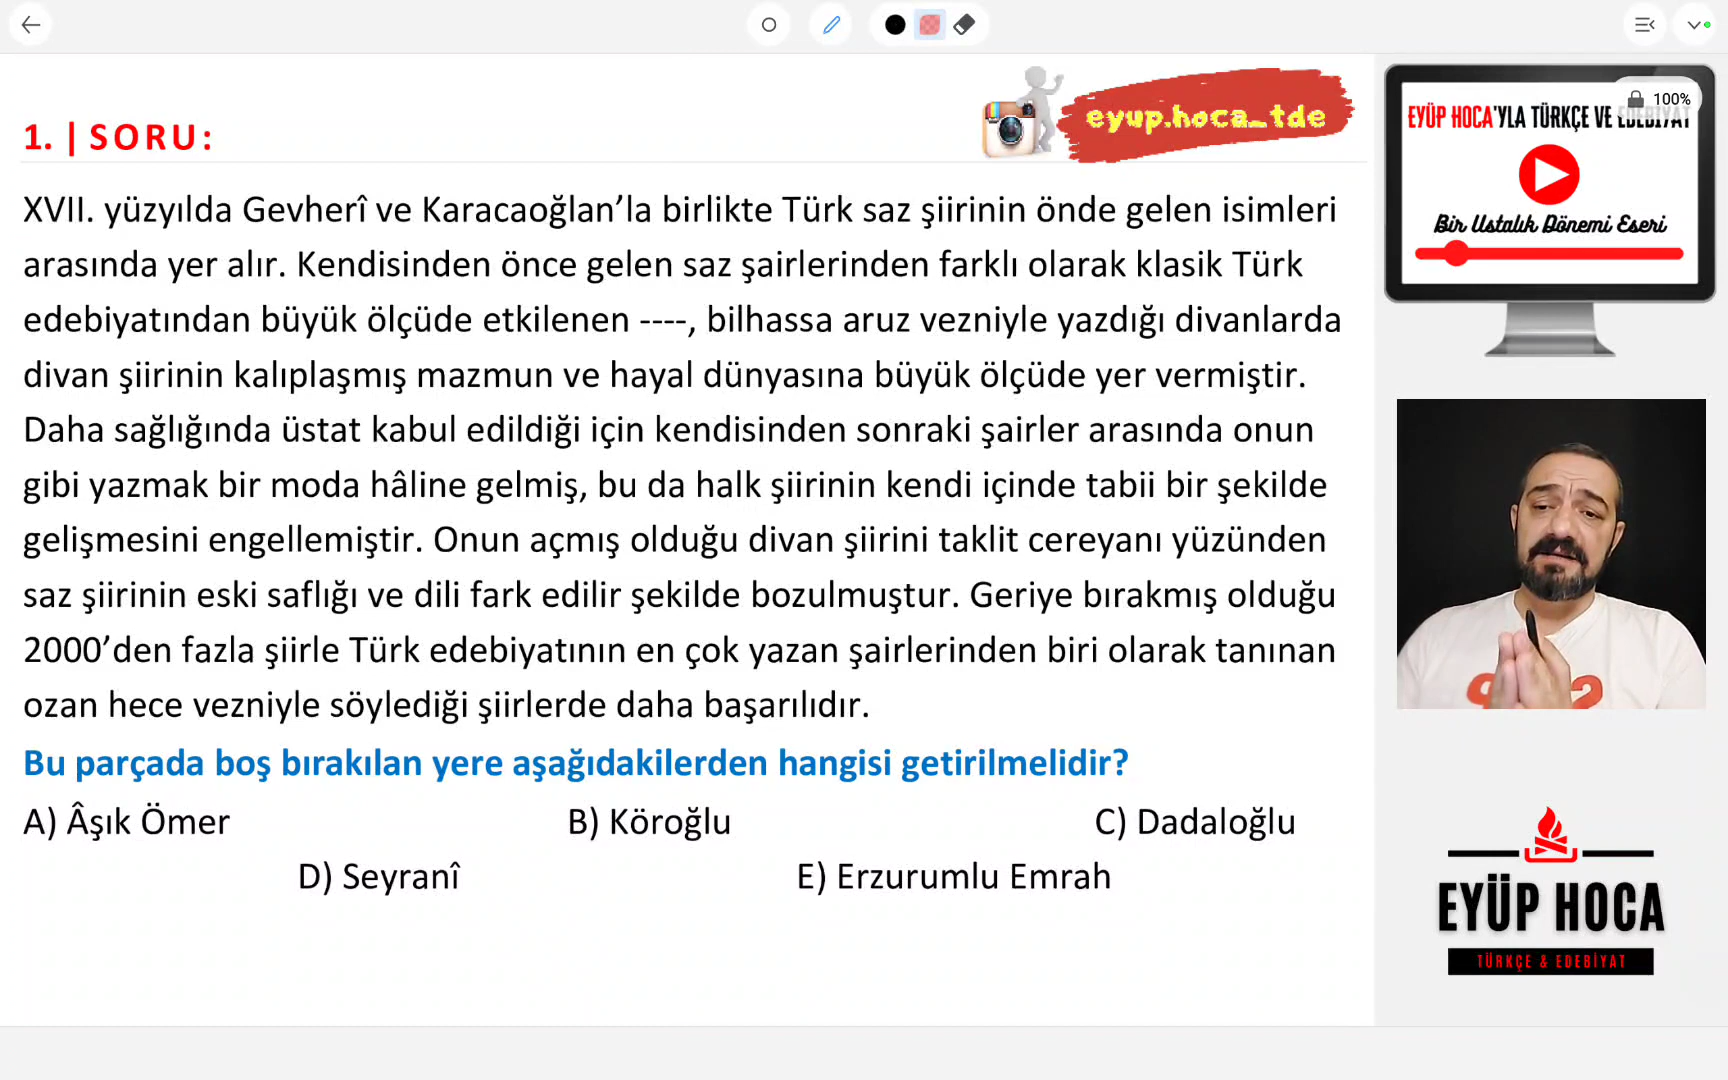 100%
eyup.hoca_tde
EYÜP HOCA'YLA TÜRKÇE VE EDEBİYAT
Bir Ustalık Dönemi Eseri
1. | SORU:
XVII. yüzyılda Gevherî ve Karacaoğlan’la birlikte Türk saz şiirinin önde gelen isimleri
arasında yer alır. Kendisinden önce gelen saz şairlerinden farklı olarak klasik Türk
edebiyatından büyük ölçüde etkilenen ----, bilhassa aruz vezniyle yazdığı divanlarda
divan şiirinin kalıplaşmış mazmun ve hayal dünyasına büyük ölçüde yer vermiştir.
Daha sağlığında üstat kabul edildiği için kendisinden sonraki şairler arasında onun
gibi yazmak bir moda hâline gelmiş, bu da halk şiirinin kendi içinde tabii bir şekilde
gelişmesini engellemiştir. Onun açmış olduğu divan şiirini taklit cereyanı yüzünden
saz şiirinin eski saflığı ve dili fark edilir şekilde bozulmuştur. Geriye bırakmış olduğu
2000’den fazla şiirle Türk edebiyatının en çok yazan şairlerinden biri olarak tanınan
ozan hece vezniyle söylediği şiirlerde daha başarılıdır.
Bu parçada boş bırakılan yere aşağıdakilerden hangisi getirilmelidir?
A) Âşık Ömer B) Köroğlu C) Dadaloğlu
D) Seyranî E) Erzurumlu Emrah
EYÜP HOCA
TÜRKÇE & EDEBİYAT